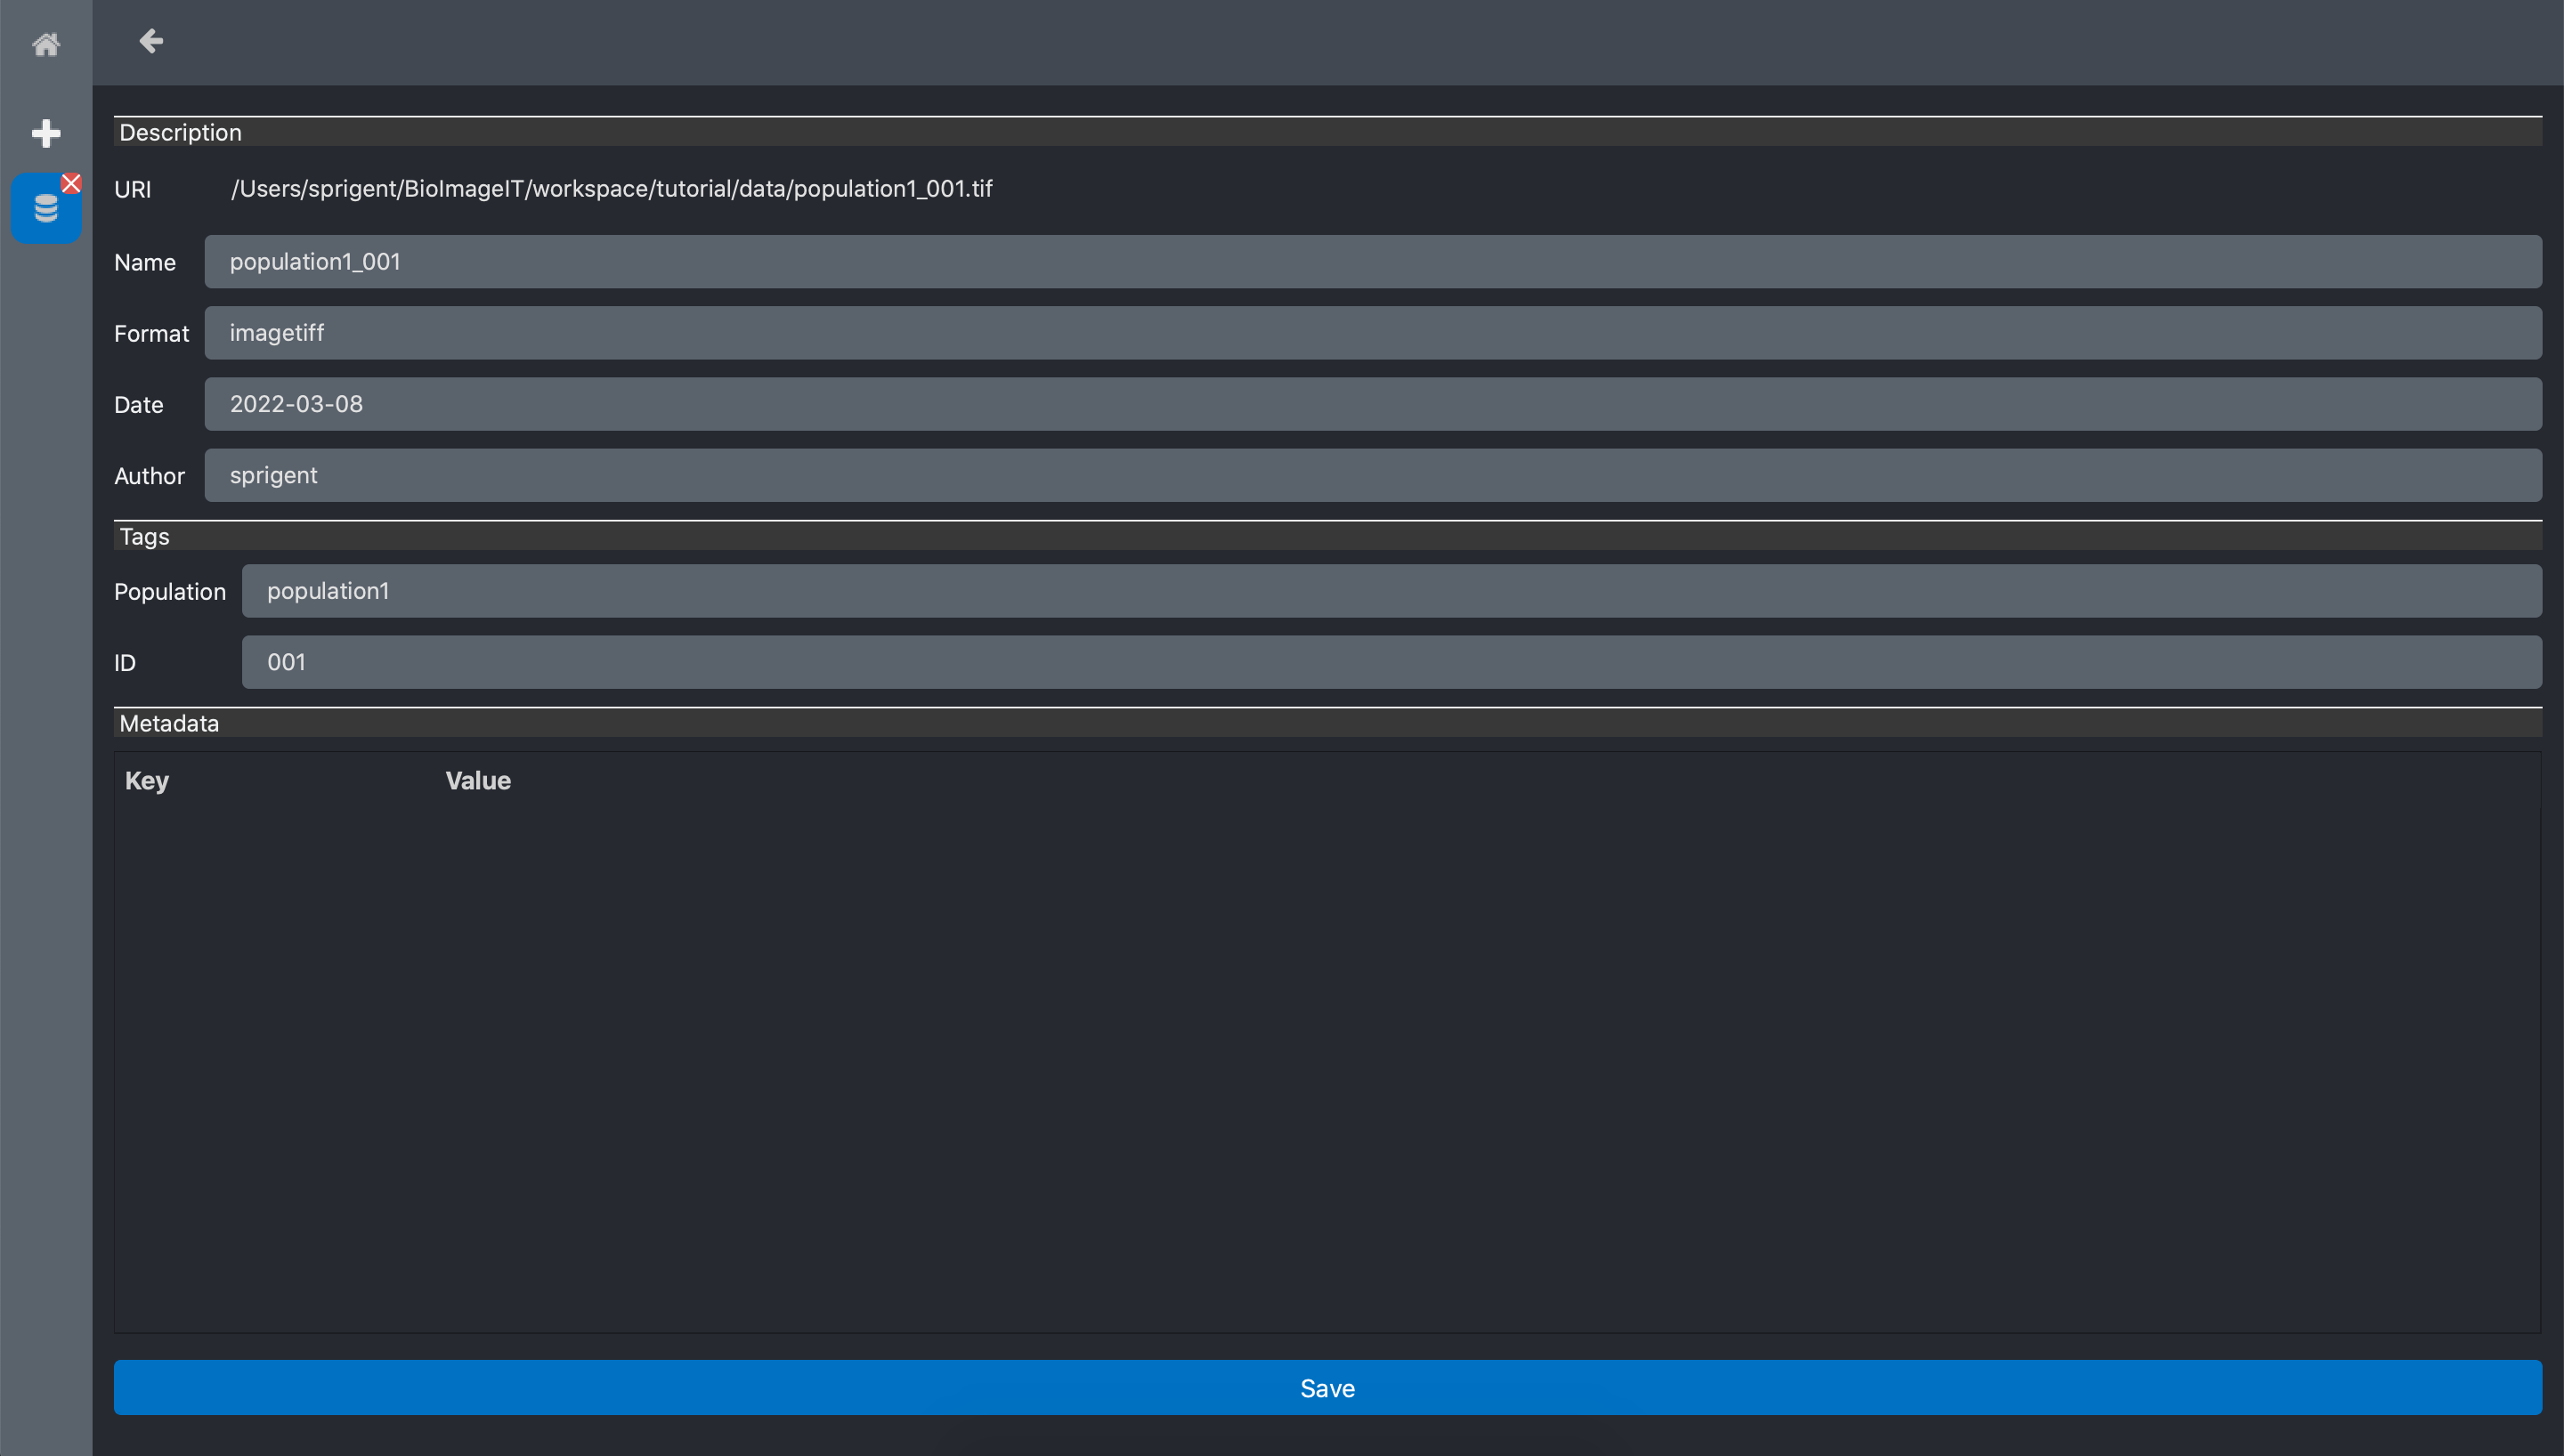 Description
URI /Users/sprigent/BioImageIT/workspace/tutorial/data/population1_001.tif
Name population1_001
Format imagetiff
Date 2022-03-08
Author sprigent
Tags
Population population1
ID 001
Metadata
Key Value
Save